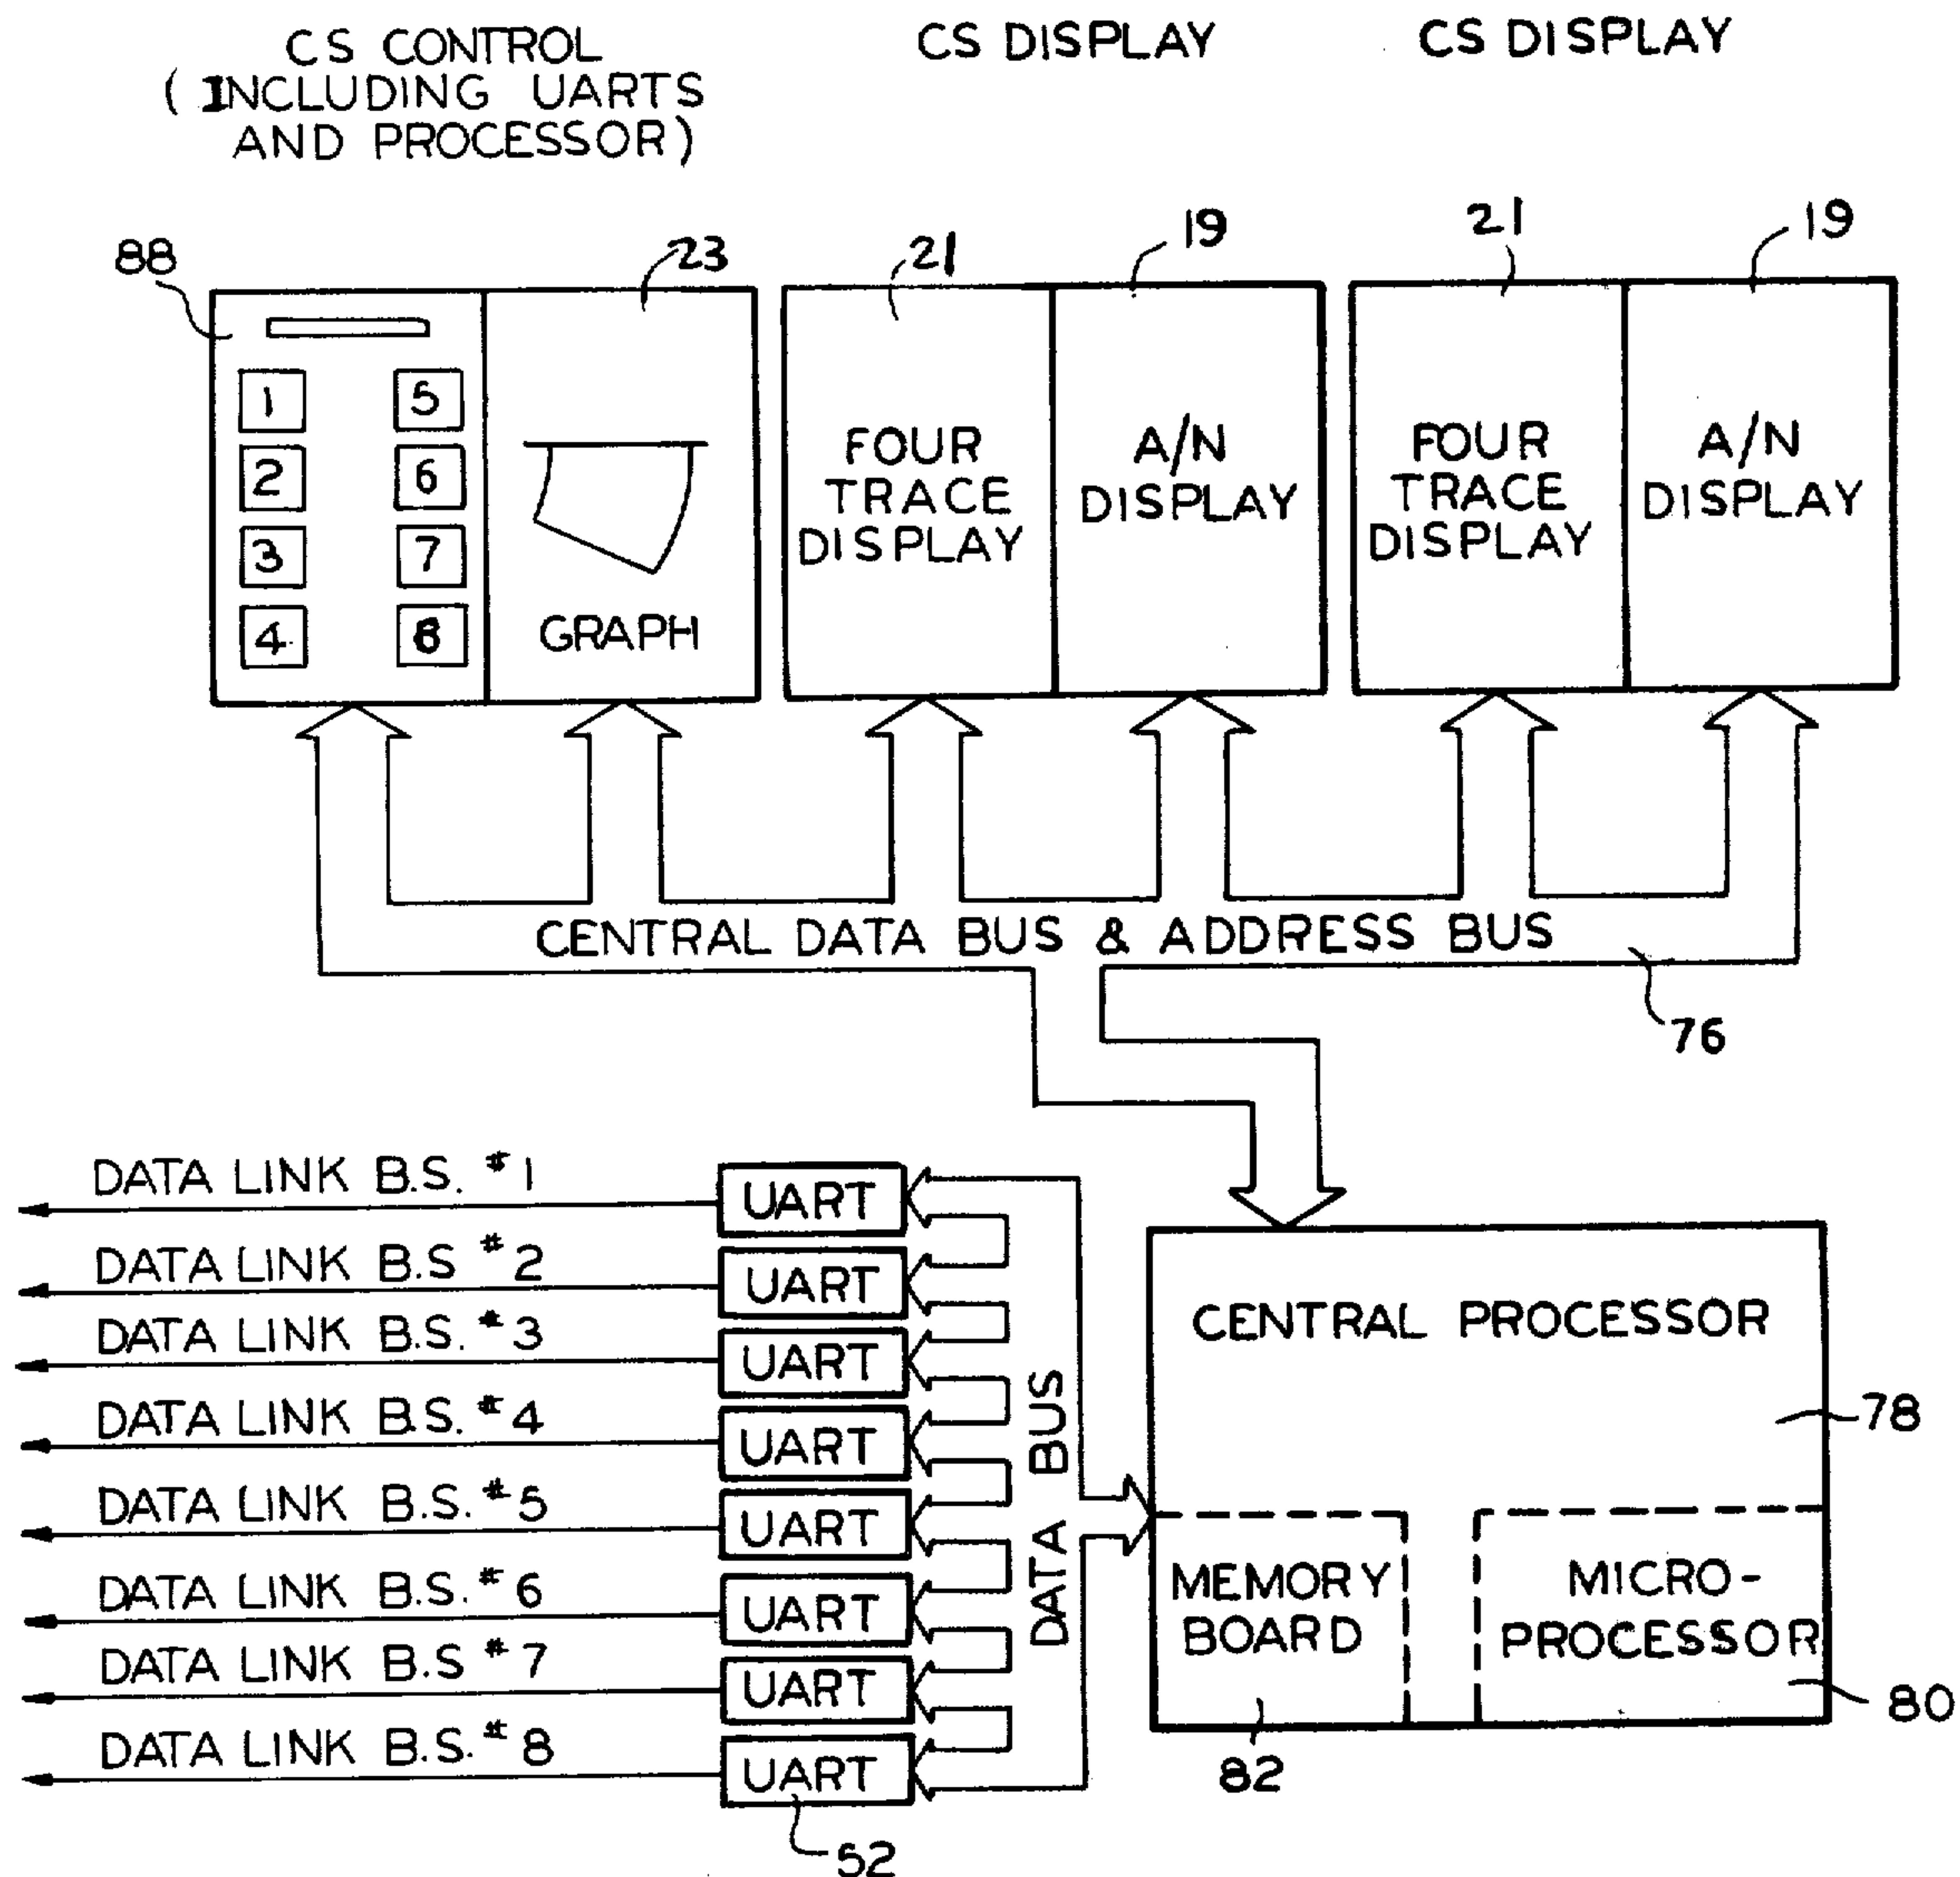 CS CONTROL
(INCLUDING UARTS
AND PROCESSOR)
CS DISPLAY
CS DISPLAY
88
23
21
19
21
19
1
5
2
6
3
7
4
8
GRAPH
FOUR
TRACE
DISPLAY
A/N
DISPLAY
FOUR
TRACE
DISPLAY
A/N
DISPLAY
CENTRAL DATA BUS & ADDRESS BUS
76
DATA LINK B.S. #1
UART
DATA LINK B.S #2
UART
DATA LINK B.S. #3
UART
DATA LINK B.S. #4
UART
DATA LINK B.S. #5
UART
DATA LINK B.S. #6
UART
DATA LINK B.S #7
UART
DATA LINK B.S. #8
UART
52
DATA BUS
CENTRAL PROCESSOR
78
MEMORY
BOARD
82
MICRO-
PROCESSOR
80